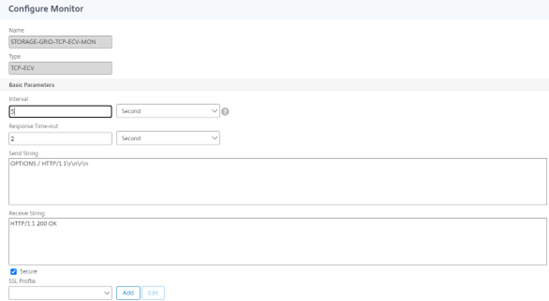 Configure Monitor
Name
STORAGE-GRID-TCP-ECV-MON
Type
TCP-ECV
Basic Parameters
Interval
5
Second
?
Response Time-out
2
Second
Send String
OPTIONS / HTTP/1.1\r\n\r\n
Receive String
HTTP/1.1 200 OK
Secure
SSL Profile
Add Edit